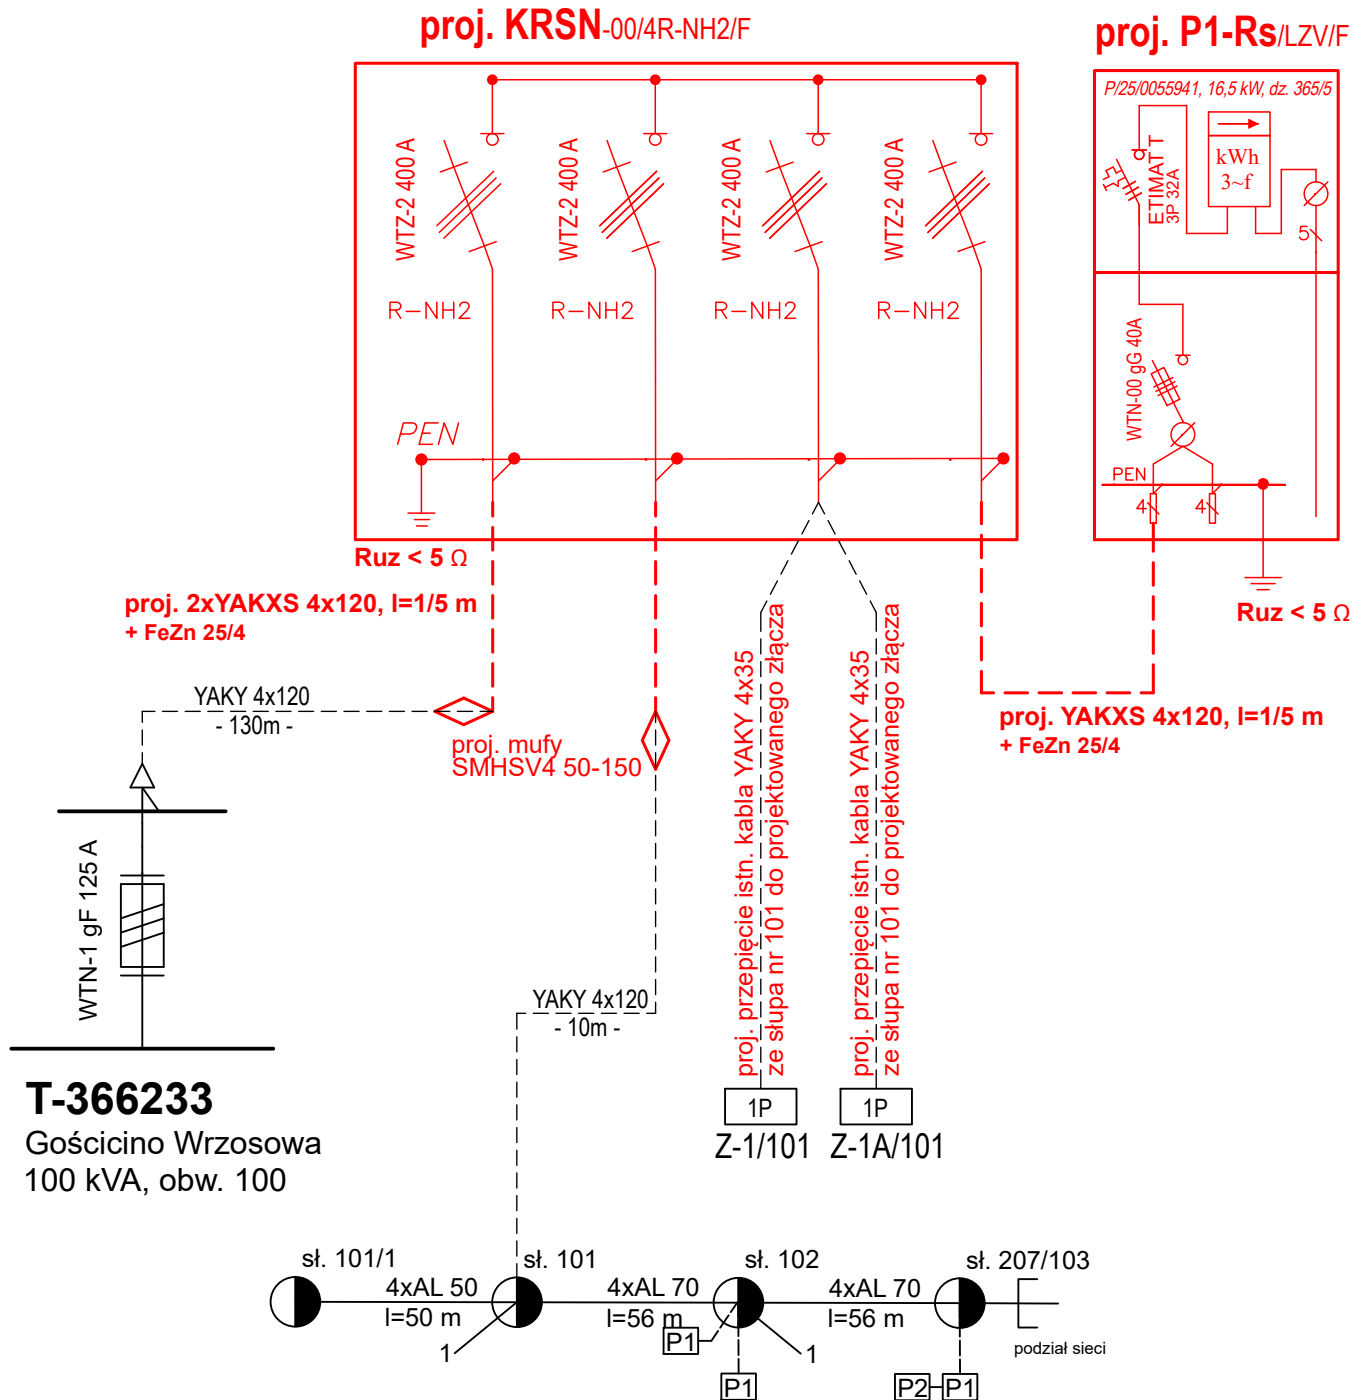 proj. KRSN-00/4R-NH2/F
proj. P1-Rs/LZV/F
P/25/0055941, 16,5 kW, dz. 365/5
WTZ-2 400 A
WTZ-2 400 A
WTZ-2 400 A
WTZ-2 400 A
ETIMAT T
3P 32A
kWh
3~f
5
R-NH2
R-NH2
R-NH2
R-NH2
WTN-00 gG 40A
PEN
PEN
4
4
Ruz < 5 Ω
Ruz < 5 Ω
proj. 2xYAKXS 4x120, l=1/5 m
+ FeZn 25/4
YAKY 4x120
- 130m -
proj. mufy
SMHSV4 50-150
proj. przepięcie istn. kabla YAKY 4x35
ze słupa nr 101 do projektowanego złącza
proj. przepięcie istn. kabla YAKY 4x35
ze słupa nr 101 do projektowanego złącza
proj. YAKXS 4x120, l=1/5 m
+ FeZn 25/4
WTN-1 gF 125 A
YAKY 4x120
- 10m -
T-366233
Gościcino Wrzosowa
100 kVA, obw. 100
1P
1P
Z-1/101
Z-1A/101
sł. 101/1
sł. 101
sł. 102
sł. 207/103
4xAL 50
l=50 m
4xAL 70
l=56 m
4xAL 70
l=56 m
1
1
P1
P1
P2
P1
podział sieci